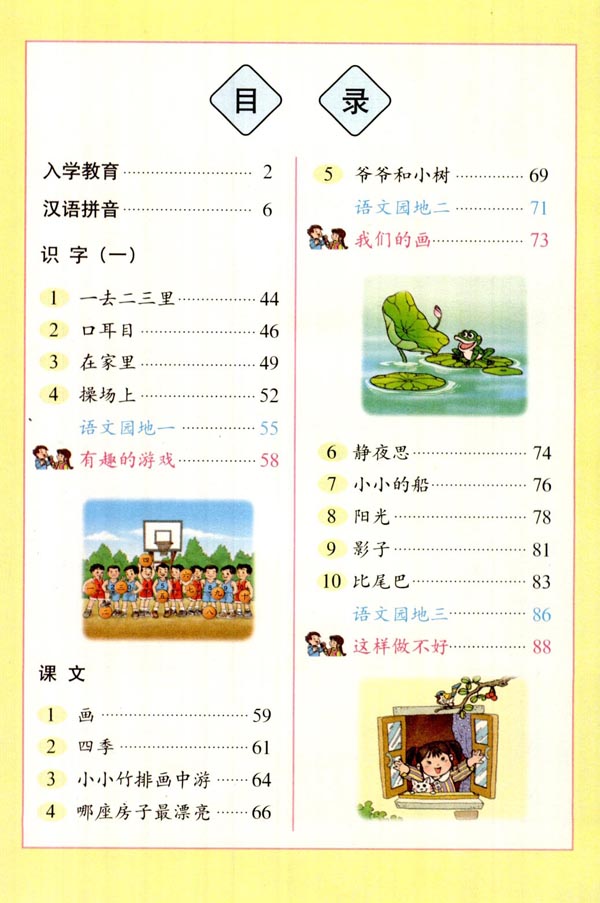 目 录
入学教育 …… 2
汉语拼音 …… 6
识 字（一）
1 一去二三里 …… 44
2 口耳目 …… 46
3 在家里 …… 49
4 操场上 …… 52
语文园地一 …… 55
有趣的游戏 …… 58
课 文
1 画 …… 59
2 四季 …… 61
3 小小竹排画中游 …… 64
4 哪座房子最漂亮 …… 66
5 爷爷和小树 …… 69
语文园地二 …… 71
我们的画 …… 73
6 静夜思 …… 74
7 小小的船 …… 76
8 阳光 …… 78
9 影子 …… 81
10 比尾巴 …… 83
语文园地三 …… 86
这样做不好 …… 88